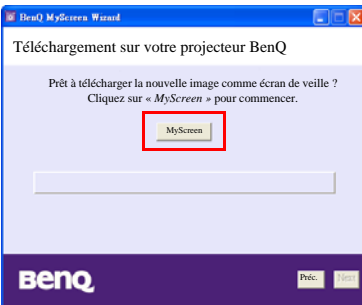 BenQ MyScreen Wizard
Téléchargement sur votre projecteur BenQ
Prêt à télécharger la nouvelle image comme écran de veille ?
Cliquez sur « MyScreen » pour commencer.
MyScreen
BenQ
Préc.
Next